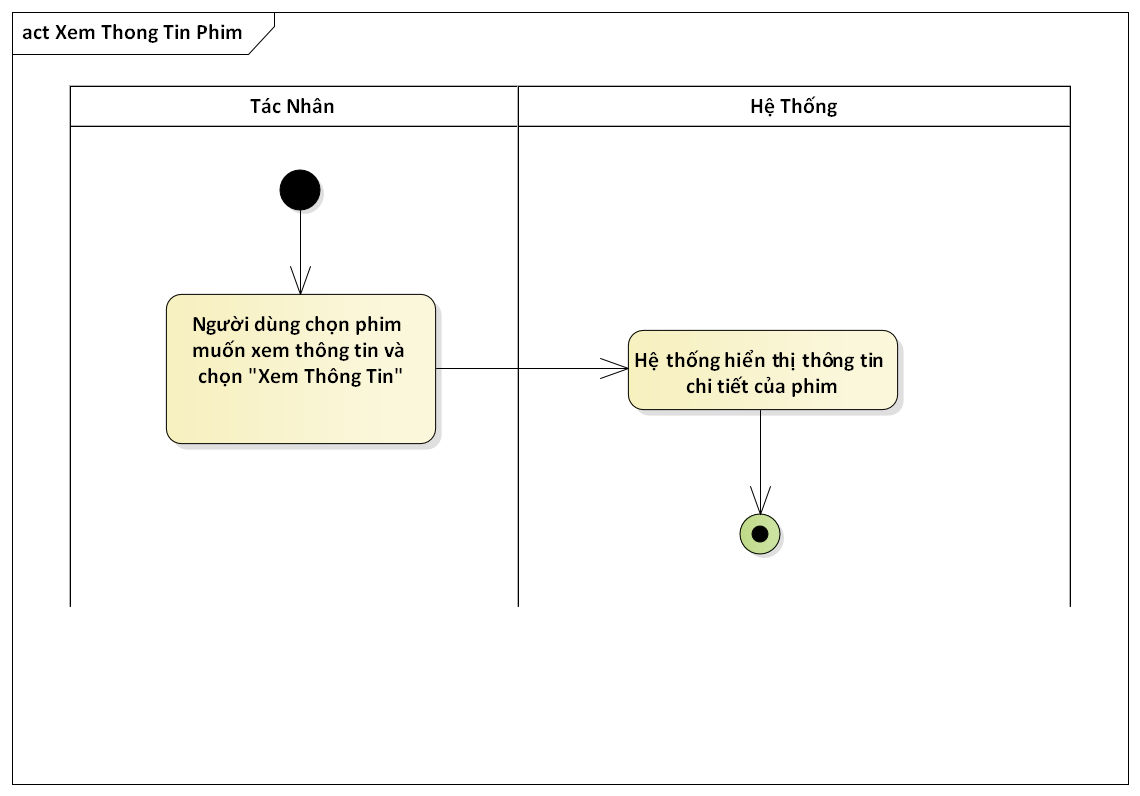 act Xem Thong Tin Phim
Tác Nhân
Hệ Thống
Người dùng chọn phim
muốn xem thông tin và
chọn "Xem Thông Tin"
Hệ thống hiển thị thông tin
chi tiết của phim